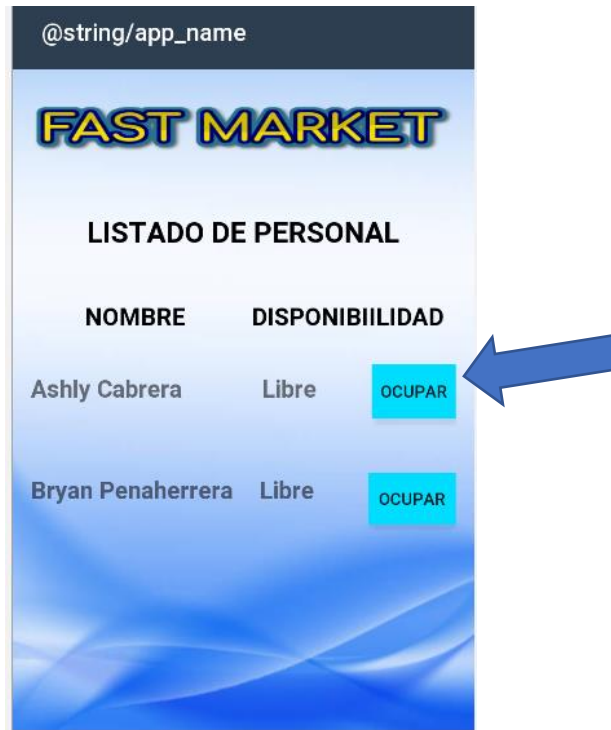 @string/app_name
FAST MARKET
LISTADO DE PERSONAL
NOMBRE DISPONIBIILIDAD
Ashly Cabrera Libre OCUPAR
Bryan Penaherrera Libre OCUPAR